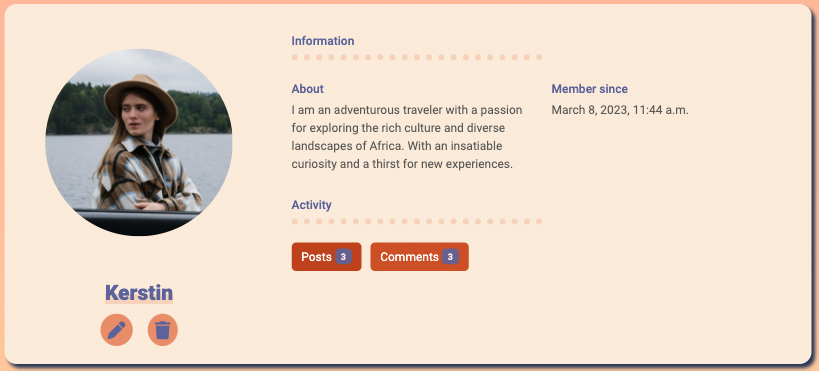 Information
About
I am an adventurous traveler with a passion
for exploring the rich culture and diverse
landscapes of Africa. With an insatiable
curiosity and a thirst for new experiences.
Member since
March 8, 2023, 11:44 a.m.
Activity
Posts 3
Comments 3
Kerstin